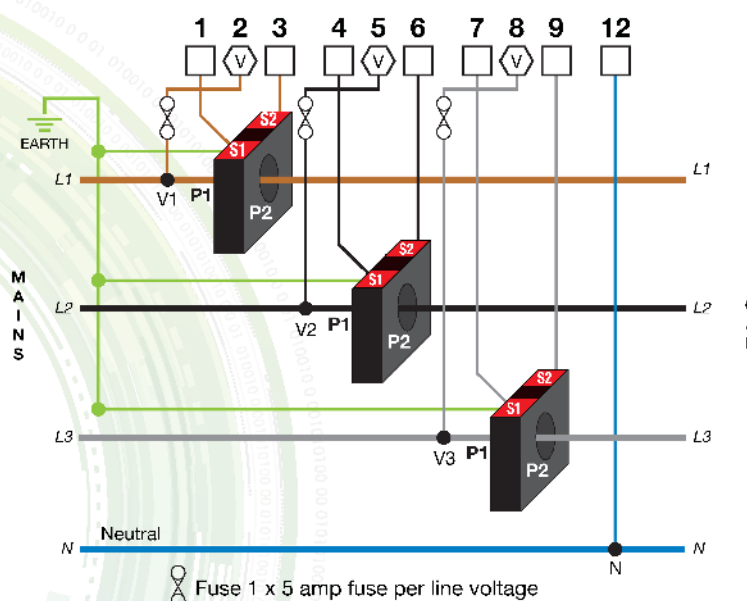 1 2 3 4 5 6 7 8 9 12
V V V
EARTH
S2
S1
L1 V1 P1 P2 L1
S2
S1
MAINS
L2 V2 P1 P2 L2
S2
S1
L3 V3 P1 P2 L3
Neutral
N N N
Fuse 1 x 5 amp fuse per line voltage